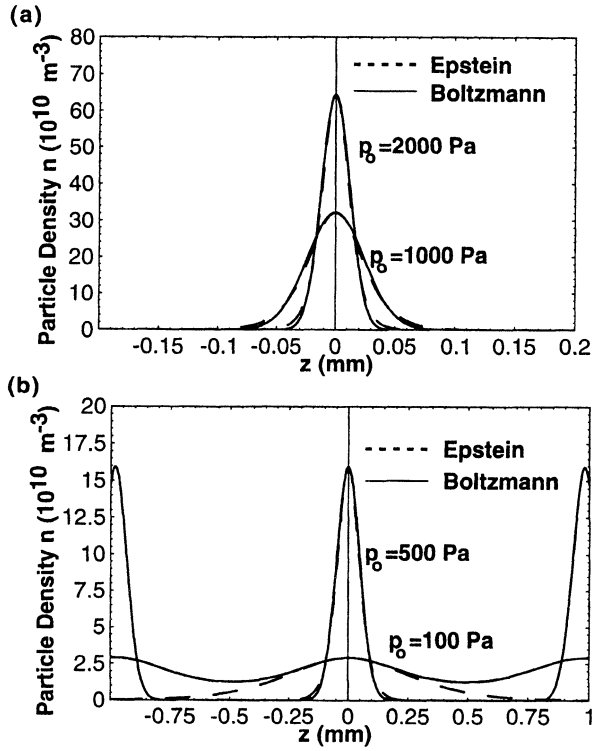 (a)
Particle Density n (10^10 m^-3)
80
70
60
50
40
30
20
10
0
Epstein
Boltzmann
p_o=2000 Pa
p_o=1000 Pa
-0.15 -0.1 -0.05 0 0.05 0.1 0.15 0.2
z (mm)
(b)
Particle Density n (10^10 m^-3)
20
17.5
15
12.5
10
7.5
5
2.5
0
Epstein
Boltzmann
p_o=500 Pa
p_o=100 Pa
-0.75 -0.5 -0.25 0 0.25 0.5 0.75 1
z (mm)